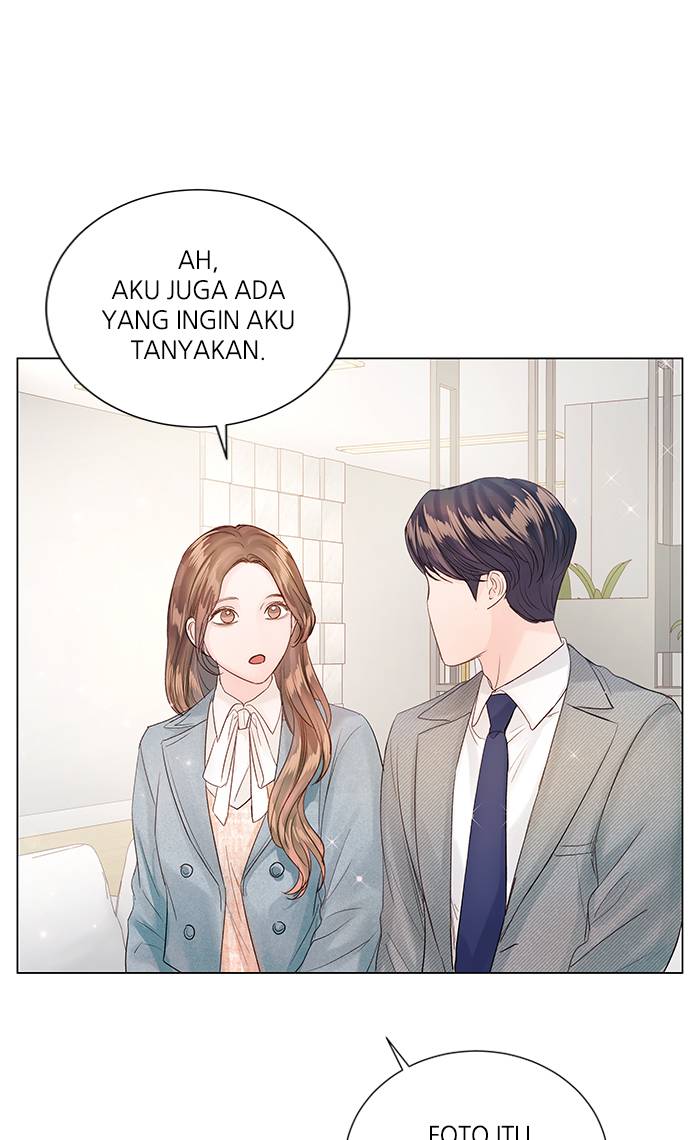 AH,
AKU JUGA ADA
YANG INGIN AKU
TANYAKAN.
FOTO ITU